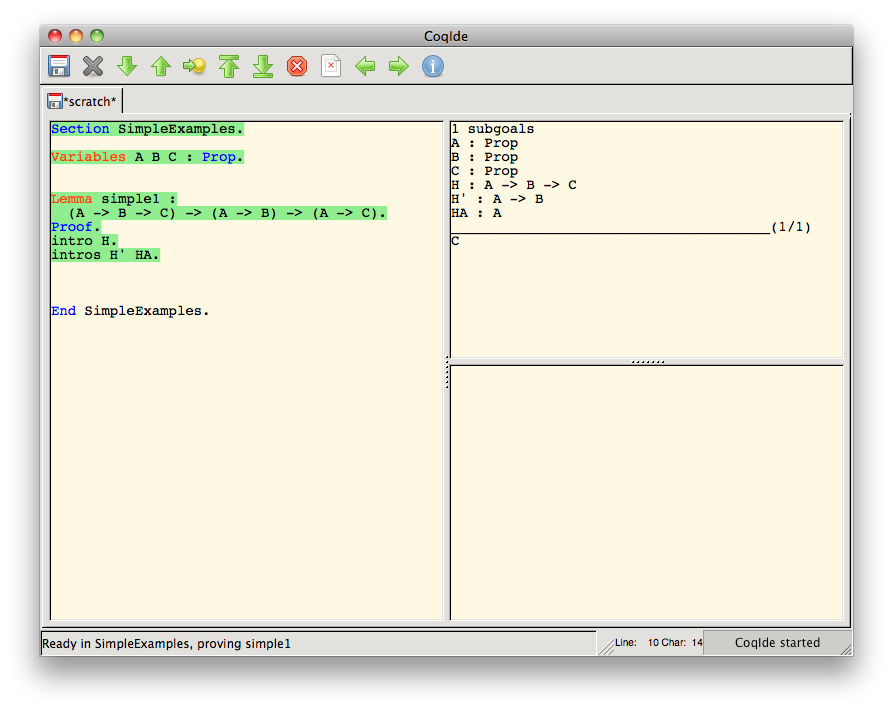 CoqIde
*scratch*
Section SimpleExamples.
Variables A B C : Prop.
Lemma simple1 :
(A -> B -> C) -> (A -> B) -> (A -> C).
Proof.
intro H.
intros H' HA.
End SimpleExamples.
1 subgoals
A : Prop
B : Prop
C : Prop
H : A -> B -> C
H' : A -> B
HA : A
______________________________________(1/1)
C
Ready in SimpleExamples, proving simple1
Line: 10 Char: 14
CoqIde started